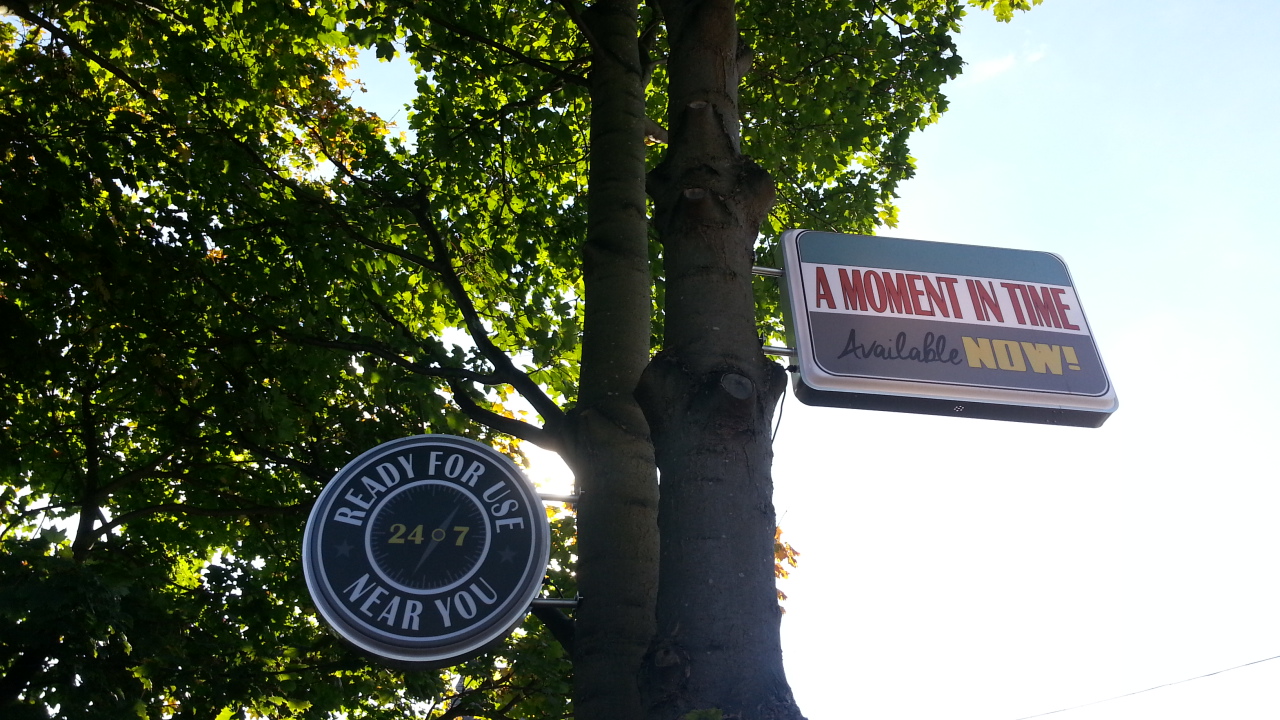 A MOMENT IN TIME
Available NOW!
READY FOR USE
24 7
NEAR YOU